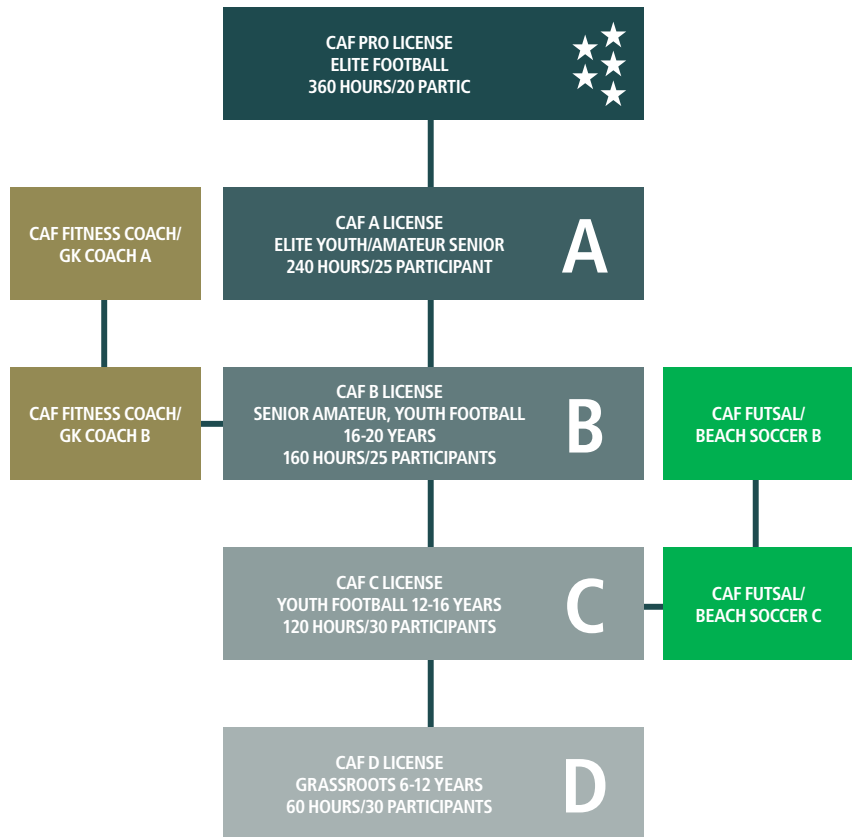 CAF PRO LICENSE
ELITE FOOTBALL
360 HOURS/20 PARTIC
CAF FITNESS COACH/
GK COACH A
CAF A LICENSE
ELITE YOUTH/AMATEUR SENIOR
240 HOURS/25 PARTICIPANT
A
CAF FITNESS COACH/
GK COACH B
CAF B LICENSE
SENIOR AMATEUR, YOUTH FOOTBALL
16-20 YEARS
160 HOURS/25 PARTICIPANTS
B
CAF FUTSAL/
BEACH SOCCER B
CAF C LICENSE
YOUTH FOOTBALL 12-16 YEARS
120 HOURS/30 PARTICIPANTS
C
CAF FUTSAL/
BEACH SOCCER C
CAF D LICENSE
GRASSROOTS 6-12 YEARS
60 HOURS/30 PARTICIPANTS
D